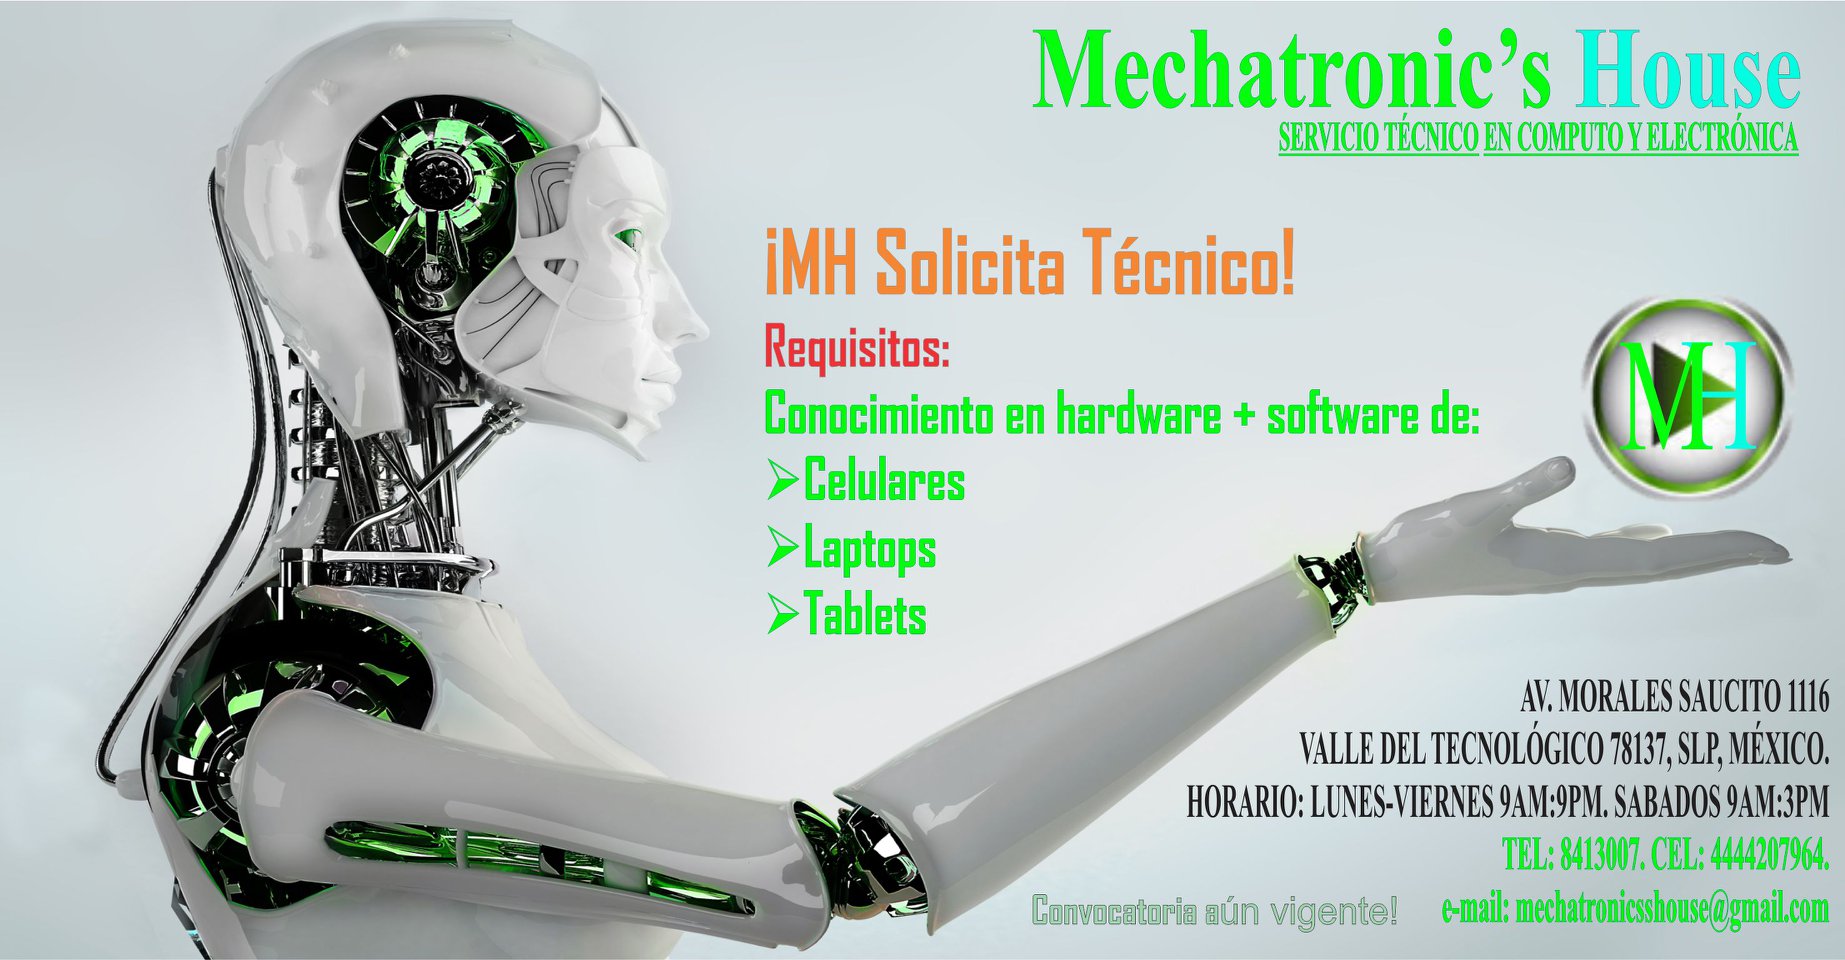 Mechatronic's House
SERVICIO TÉCNICO EN COMPUTO Y ELECTRÓNICA
¡MH Solicita Técnico!
Requisitos:
Conocimiento en hardware + software de:
➢Celulares
➢Laptops
➢Tablets
MH
AV. MORALES SAUCITO 1116
VALLE DEL TECNOLÓGICO 78137, SLP, MÉXICO.
HORARIO: LUNES-VIERNES 9AM:9PM. SABADOS 9AM:3PM
TEL: 8413007. CEL: 4444207964.
e-mail: mechatronicsshouse@gmail.com
Convocatoria aún vigente!